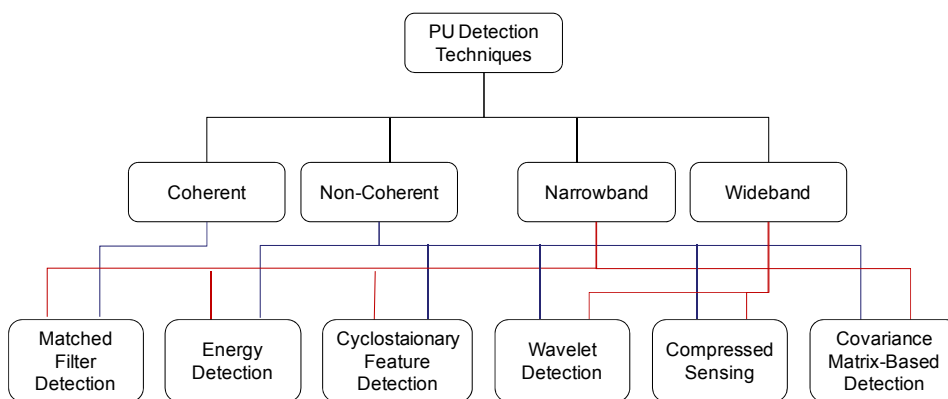 PU Detection
Techniques
Coherent
Non-Coherent
Narrowband
Wideband
Matched
Filter
Detection
Energy
Detection
Cyclostaionary
Feature
Detection
Wavelet
Detection
Compressed
Sensing
Covariance
Matrix-Based
Detection